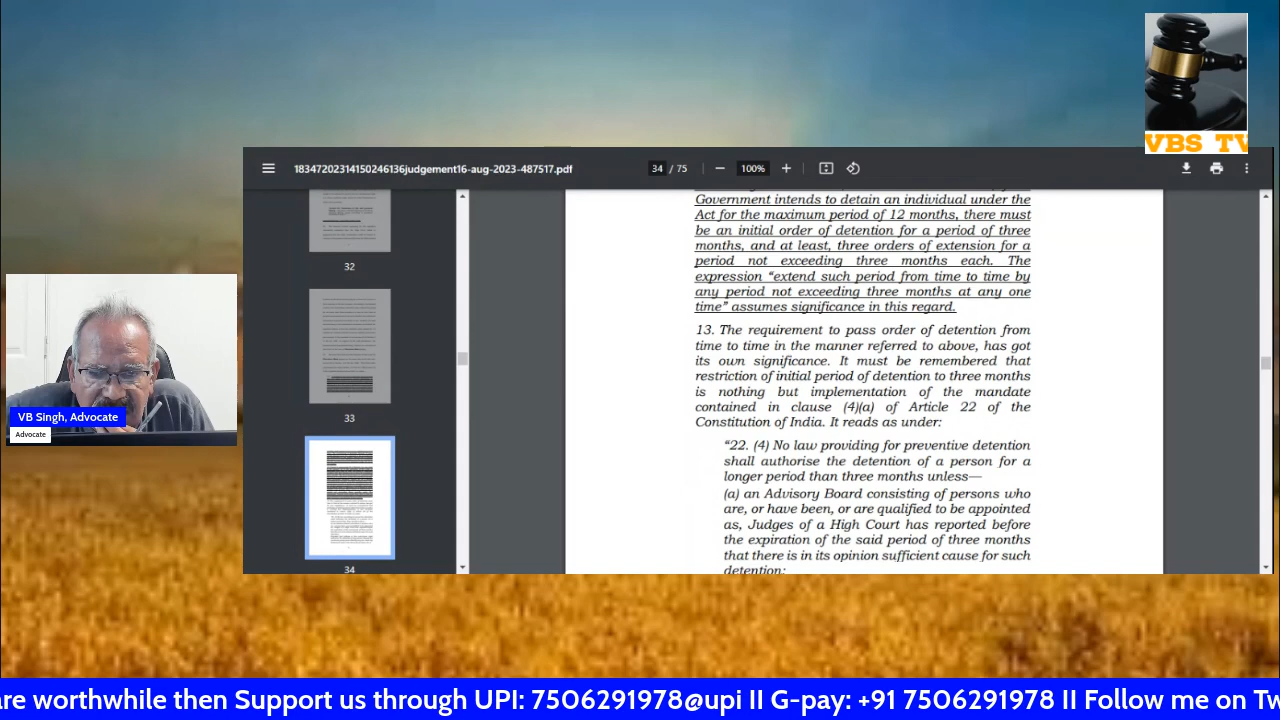 VBS TV
18347202314150246136judgement16-aug-2023-487517.pdf
34 / 75
100%
32
33
34
Government intends to detain an individual under the
Act for the maximum period of 12 months, there must
be an initial order of detention for a period of three
months, and at least, three orders of extension for a
period not exceeding three months each. The
expression “extend such period from time to time by
any period not exceeding three months at any one
time” assumes significance in this regard.
13. The requirement to pass order of detention from
time to time in the manner referred to above, has got
its own significance. It must be remembered that
restriction of initial period of detention to three months
is nothing but implementation of the mandate
contained in clause (4)(a) of Article 22 of the
Constitution of India. It reads as under:
“22. (4) No law providing for preventive detention
shall authorise the detention of a person for a
longer period than three months unless—
(a) an Advisory Board consisting of persons who
are, or have been, or are qualified to be appointed
as, Judges of a High Court has reported before
the expiration of the said period of three months
that there is in its opinion sufficient cause for such
detention:
VB Singh, Advocate
Advocate
are worthwhile then Support us through UPI: 7506291978@upi II G-pay: +91 7506291978 II Follow me on Tw